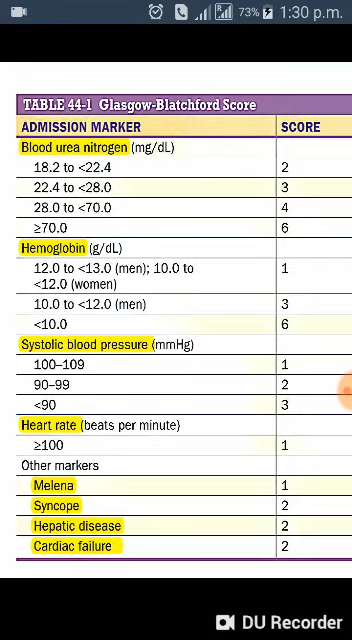 73% 1:30 p.m.
TABLE 44-1 Glasgow-Blatchford Score
ADMISSION MARKER SCORE
Blood urea nitrogen (mg/dL)
18.2 to <22.4 2
22.4 to <28.0 3
28.0 to <70.0 4
≥70.0 6
Hemoglobin (g/dL)
12.0 to <13.0 (men); 10.0 to 1
<12.0 (women)
10.0 to <12.0 (men) 3
<10.0 6
Systolic blood pressure (mmHg)
100–109 1
90–99 2
<90 3
Heart rate (beats per minute)
≥100 1
Other markers
Melena 1
Syncope 2
Hepatic disease 2
Cardiac failure 2
DU Recorder